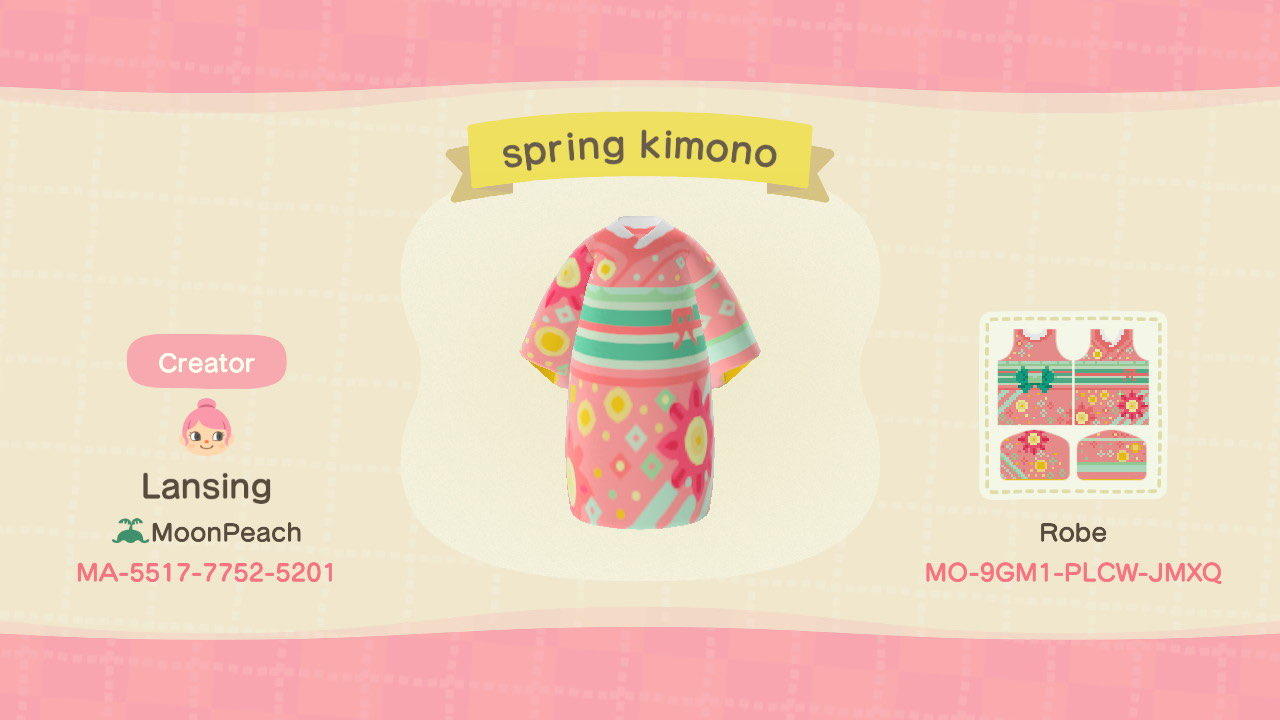 spring kimono
Creator
Lansing
MoonPeach
MA-5517-7752-5201
Robe
MO-9GM1-PLCW-JMXQ